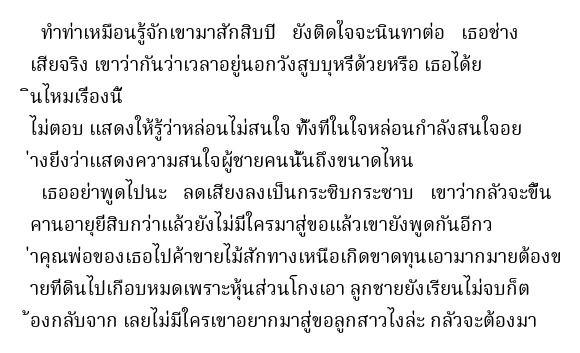 ทำท่าเหมือนรู้จักเขามาสักสิบปี   ยังติดใจจะนินทาต่อ   เธอช่าง
เสียจริง เขาว่ากันว่าเวลาอยู่นอกวังสูบบุหรี่ด้วยหรือ เธอได้ย
ินไหมเรื่องนี้
ไม่ตอบ แสดงให้รู้ว่าหล่อนไม่สนใจ ทั้งที่ในใจหล่อนกำลังสนใจอย
่างยิ่งว่าแสดงความสนใจผู้ชายคนนั้นถึงขนาดไหน
เธออย่าพูดไปนะ   ลดเสียงลงเป็นกระซิบกระซาบ   เขาว่ากลัวจะขึ้น
คานอายุยี่สิบกว่าแล้วยังไม่มีใครมาสู่ขอแล้วเขายังพูดกันอีกว
่าคุณพ่อของเธอไปค้าขายไม้สักทางเหนือเกิดขาดทุนเอามากมายต้องข
ายที่ดินไปเกือบหมดเพราะหุ้นส่วนโกงเอา ลูกชายยังเรียนไม่จบก็ต
้องกลับจาก เลยไม่มีใครเขาอยากมาสู่ขอลูกสาวไงล่ะ กลัวจะต้องมา